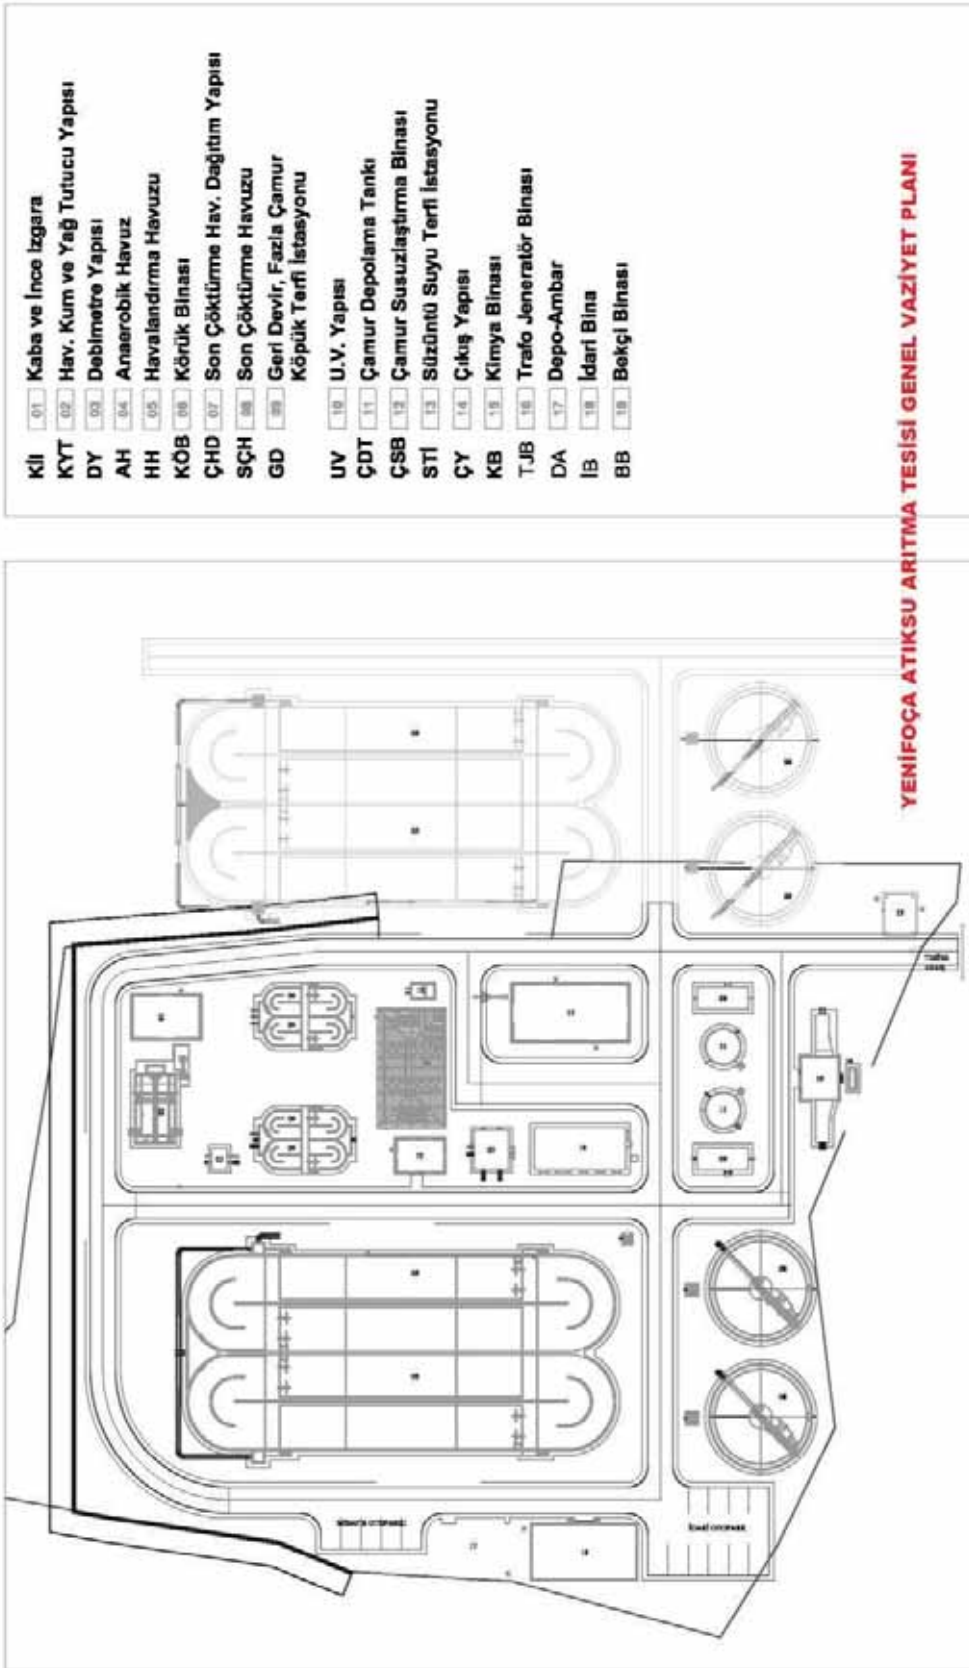 Kİİ 01 Kaba ve İnce Izgara
KYT 02 Hav. Kum ve Yağ Tutucu Yapısı
DY 03 Debimetre Yapısı
AH 04 Anaerobik Havuz
HH 05 Havalandırma Havuzu
KÖB 06 Körük Binası
ÇHD 07 Son Çöktürme Hav. Dağıtım Yapısı
SÇH 08 Son Çöktürme Havuzu
GD 09 Geri Devir, Fazla Çamur
Köpük Terfi İstasyonu
UV 10 U.V. Yapısı
ÇDT 11 Çamur Depolama Tankı
ÇSB 12 Çamur Susuzlaştırma Binası
STİ 13 Süzüntü Suyu Terfi İstasyonu
ÇY 14 Çıkış Yapısı
KB 15 Kimya Binası
TJB 16 Trafo Jeneratör Binası
DA 17 Depo-Ambar
İB 18 İdari Bina
BB 19 Bekçi Binası
YENİFOÇA ATIKSU ARITMA TESİSİ GENEL VAZİYET PLANI